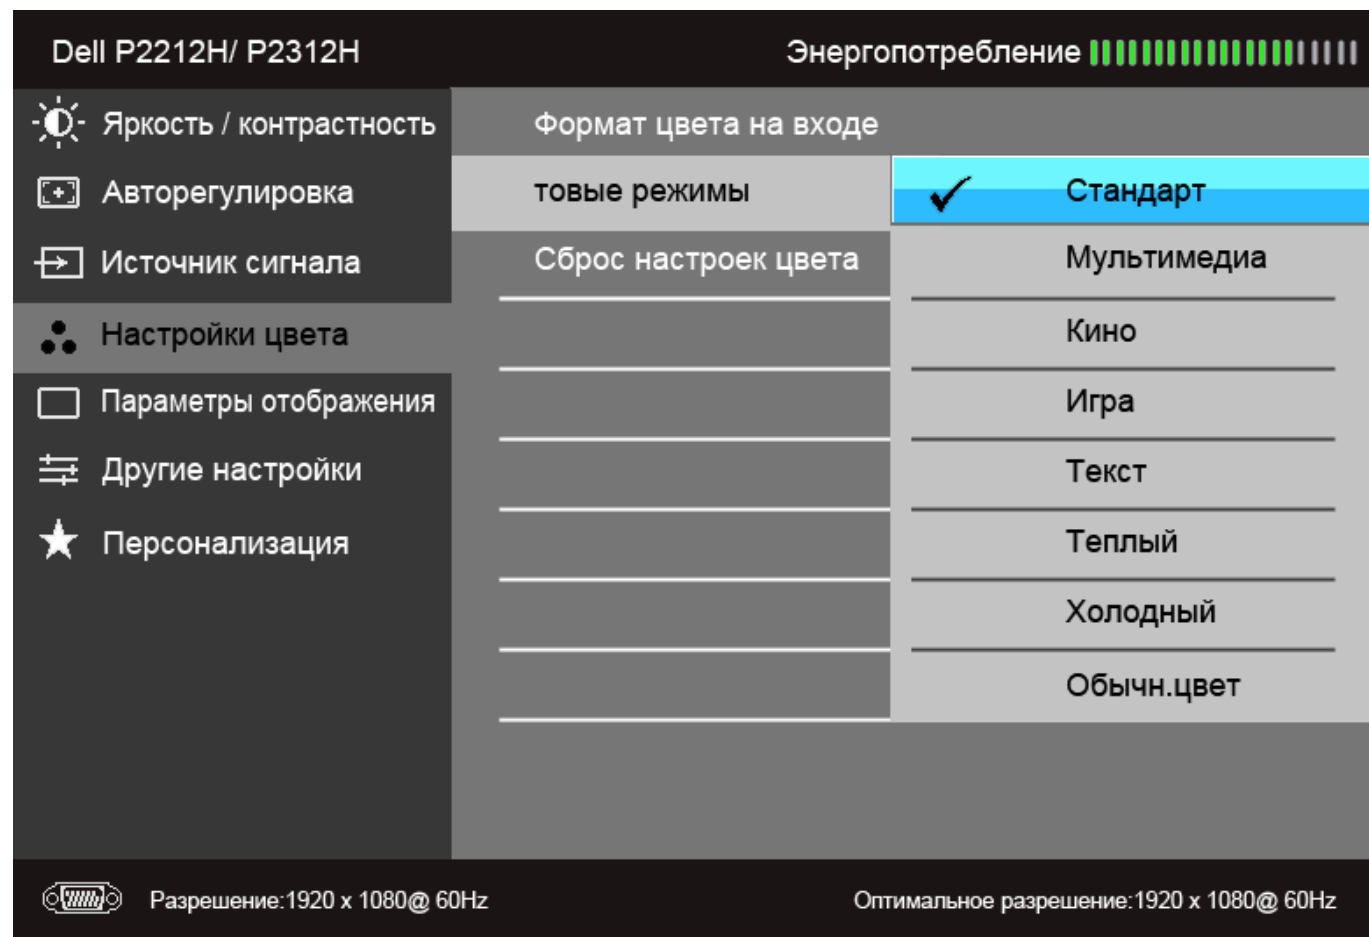 Dell P2212H/ P2312H
Энергопотребление
Яркость / контрастность
Авторегулировка
Источник сигнала
Настройки цвета
Параметры отображения
Другие настройки
Персонализация
Формат цвета на входе
товые режимы
Сброс настроек цвета
Стандарт
Мультимедиа
Кино
Игра
Текст
Теплый
Холодный
Обычн.цвет
Разрешение:1920 x 1080@ 60Hz
Оптимальное разрешение:1920 x 1080@ 60Hz